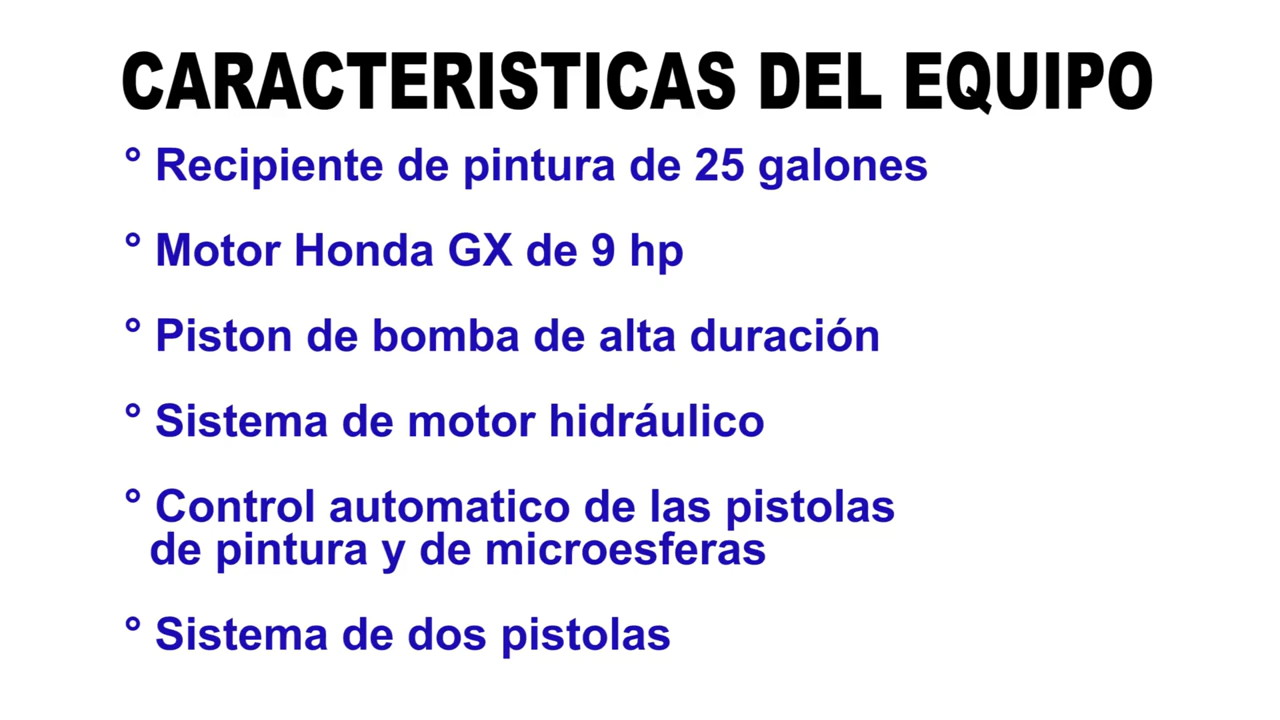 CARACTERISTICAS DEL EQUIPO
° Recipiente de pintura de 25 galones
° Motor Honda GX de 9 hp
° Piston de bomba de alta duración
° Sistema de motor hidráulico
° Control automatico de las pistolas
de pintura y de microesferas
° Sistema de dos pistolas